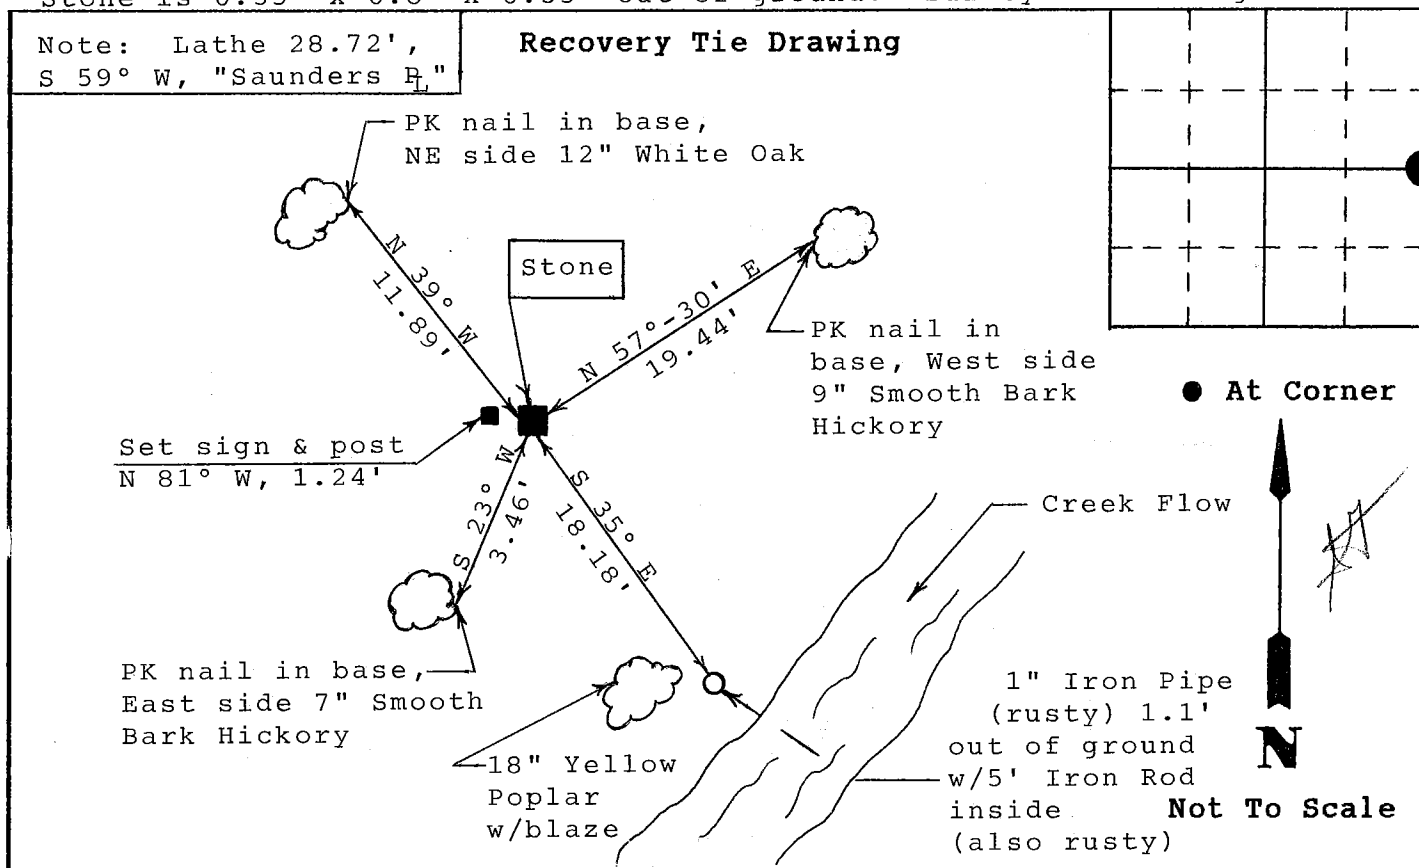 Note: Lathe 28.72',
S 59° W, "Saunders PL"
Recovery Tie Drawing
PK nail in base,
NE side 12" White Oak
N 39° W
11.89'
Stone
N 57°-30' E
19.44'
PK nail in
base, West side
9" Smooth Bark
Hickory
At Corner
Set sign & post
N 81° W, 1.24'
S 23° W
3.46'
S 35° E
18.18'
Creek Flow
PK nail in base,
East side 7" Smooth
Bark Hickory
18" Yellow
Poplar
w/blaze
1" Iron Pipe
(rusty) 1.1'
out of ground
w/5' Iron Rod
inside
(also rusty)
N
Not To Scale